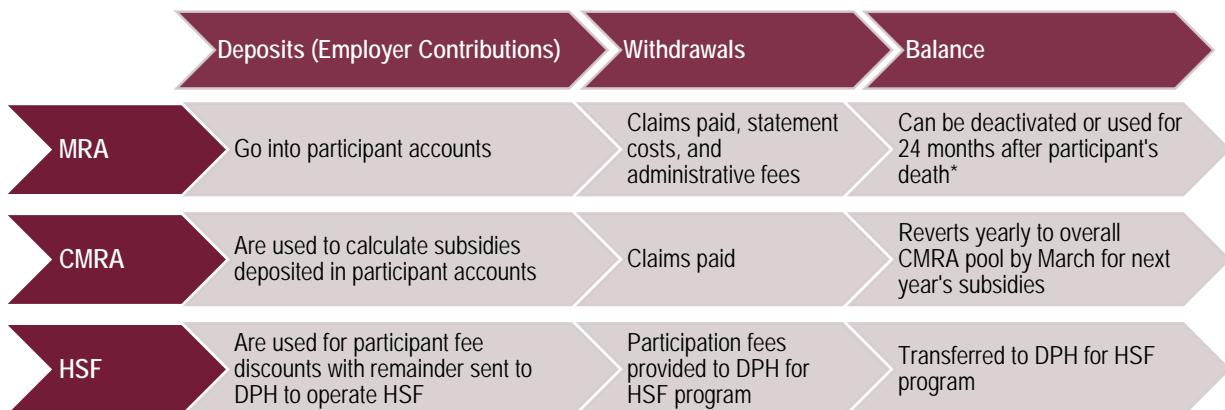 Deposits (Employer Contributions)
Withdrawals
Balance
MRA
Go into participant accounts
Claims paid, statement
costs, and
administrative fees
Can be deactivated or used for
24 months after participant's
death*
CMRA
Are used to calculate subsidies
deposited in participant accounts
Claims paid
Reverts yearly to overall
CMRA pool by March for next
year's subsidies
HSF
Are used for participant fee
discounts with remainder sent to
DPH to operate HSF
Participation fees
provided to DPH for
HSF program
Transferred to DPH for HSF
program